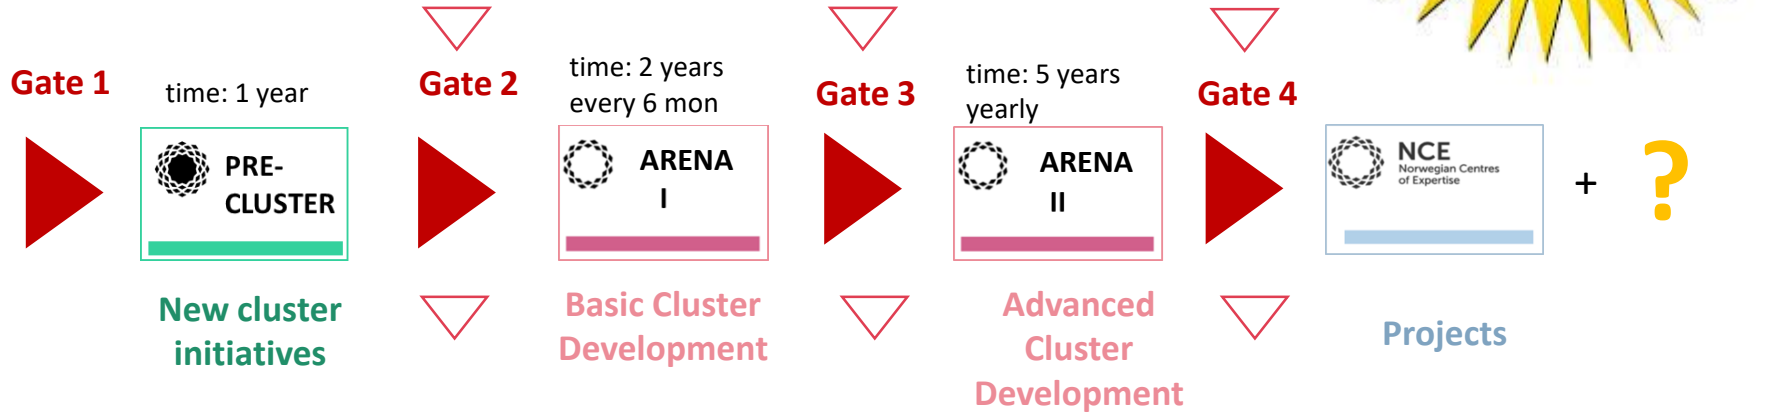 Gate 1
time: 1 year
PRE-
CLUSTER
New cluster
initiatives
Gate 2
time: 2 years
every 6 mon
ARENA
I
Basic Cluster
Development
Gate 3
time: 5 years
yearly
ARENA
II
Advanced
Cluster
Development
Gate 4
NCE
Norwegian Centres
of Expertise
Projects
+
?